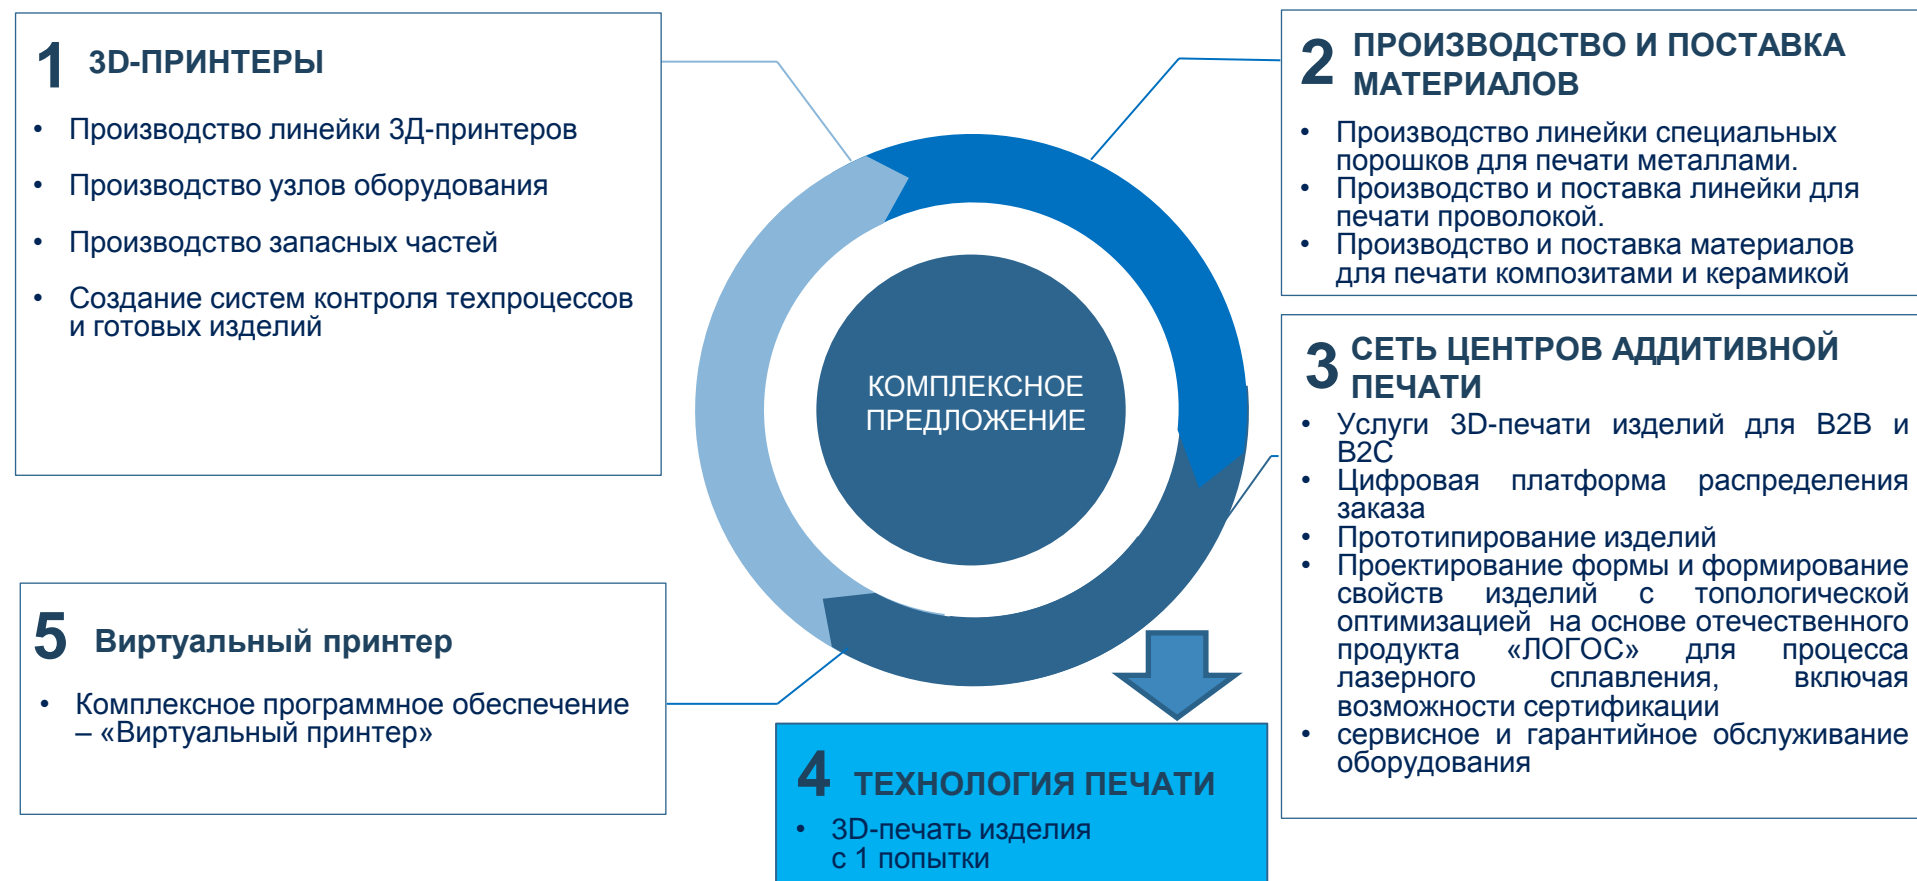 1 3D-ПРИНТЕРЫ
• Производство линейки 3Д-принтеров
• Производство узлов оборудования
• Производство запасных частей
• Создание систем контроля техпроцессов
и готовых изделий
2 ПРОИЗВОДСТВО И ПОСТАВКА
МАТЕРИАЛОВ
• Производство линейки специальных
порошков для печати металлами.
• Производство и поставка линейки для
печати проволокой.
• Производство и поставка материалов
для печати композитами и керамикой
КОМПЛЕКСНОЕ
ПРЕДЛОЖЕНИЕ
3 СЕТЬ ЦЕНТРОВ АДДИТИВНОЙ
ПЕЧАТИ
• Услуги 3D-печати изделий для B2B и
B2C
• Цифровая платформа распределения
заказа
• Прототипирование изделий
• Проектирование формы и формирование
свойств изделий с топологической
оптимизацией на основе отечественного
продукта «ЛОГОС» для процесса
лазерного сплавления, включая
возможности сертификации
• сервисное и гарантийное обслуживание
оборудования
4 ТЕХНОЛОГИЯ ПЕЧАТИ
• 3D-печать изделия
с 1 попытки
5 Виртуальный принтер
• Комплексное программное обеспечение
– «Виртуальный принтер»